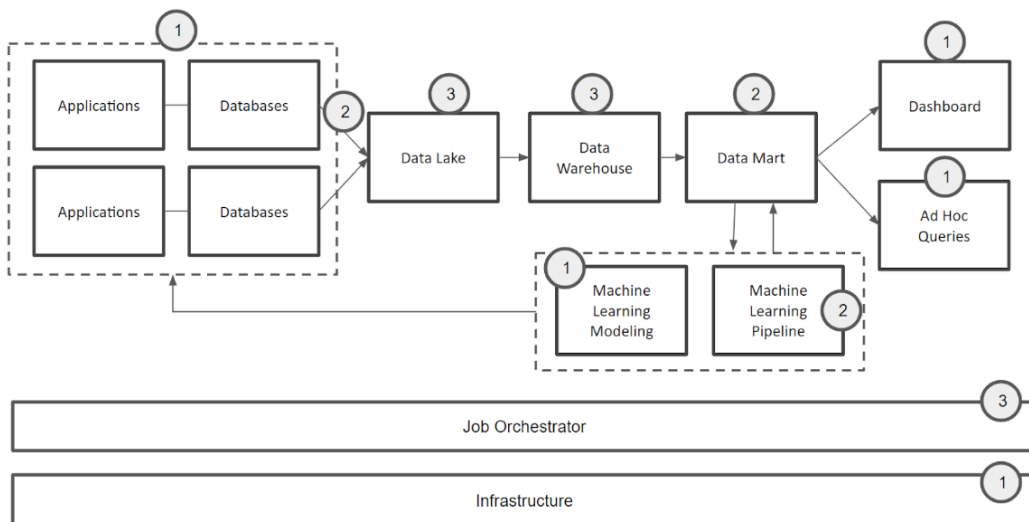 1
Applications
Databases
2
Applications
Databases
3
Data Lake
3
Data
Warehouse
2
Data Mart
1
Dashboard
1
Ad Hoc
Queries
1
Machine
Learning
Modeling
Machine
Learning
Pipeline
2
3
Job Orchestrator
1
Infrastructure